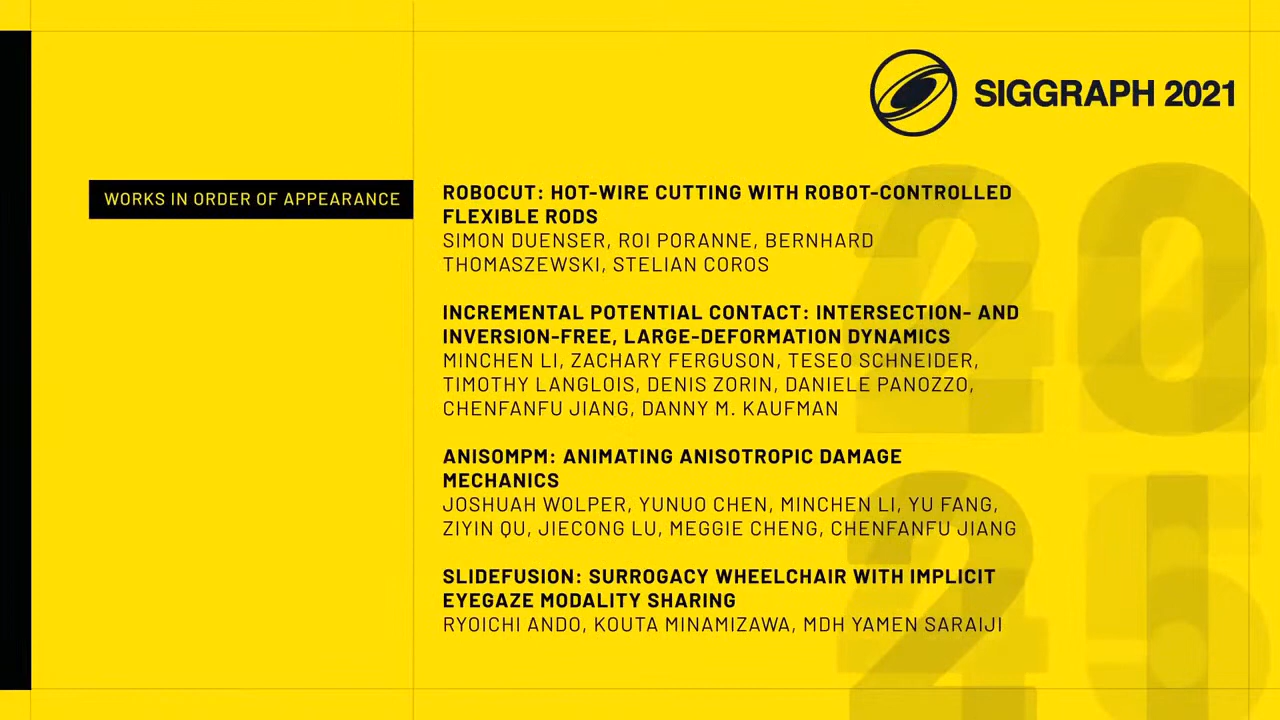 SIGGRAPH 2021
WORKS IN ORDER OF APPEARANCE
ROBOCUT: HOT-WIRE CUTTING WITH ROBOT-CONTROLLED
FLEXIBLE RODS
SIMON DUENSER, ROI PORANNE, BERNHARD
THOMASZEWSKI, STELIAN COROS
INCREMENTAL POTENTIAL CONTACT: INTERSECTION- AND
INVERSION-FREE, LARGE-DEFORMATION DYNAMICS
MINCHEN LI, ZACHARY FERGUSON, TESEO SCHNEIDER,
TIMOTHY LANGLOIS, DENIS ZORIN, DANIELE PANOZZO,
CHENFANFU JIANG, DANNY M. KAUFMAN
ANISOMPM: ANIMATING ANISOTROPIC DAMAGE
MECHANICS
JOSHUAH WOLPER, YUNUO CHEN, MINCHEN LI, YU FANG,
ZIYIN QU, JIECONG LU, MEGGIE CHENG, CHENFANFU JIANG
SLIDEFUSION: SURROGACY WHEELCHAIR WITH IMPLICIT
EYEGAZE MODALITY SHARING
RYOICHI ANDO, KOUTA MINAMIZAWA, MDH YAMEN SARAIJI